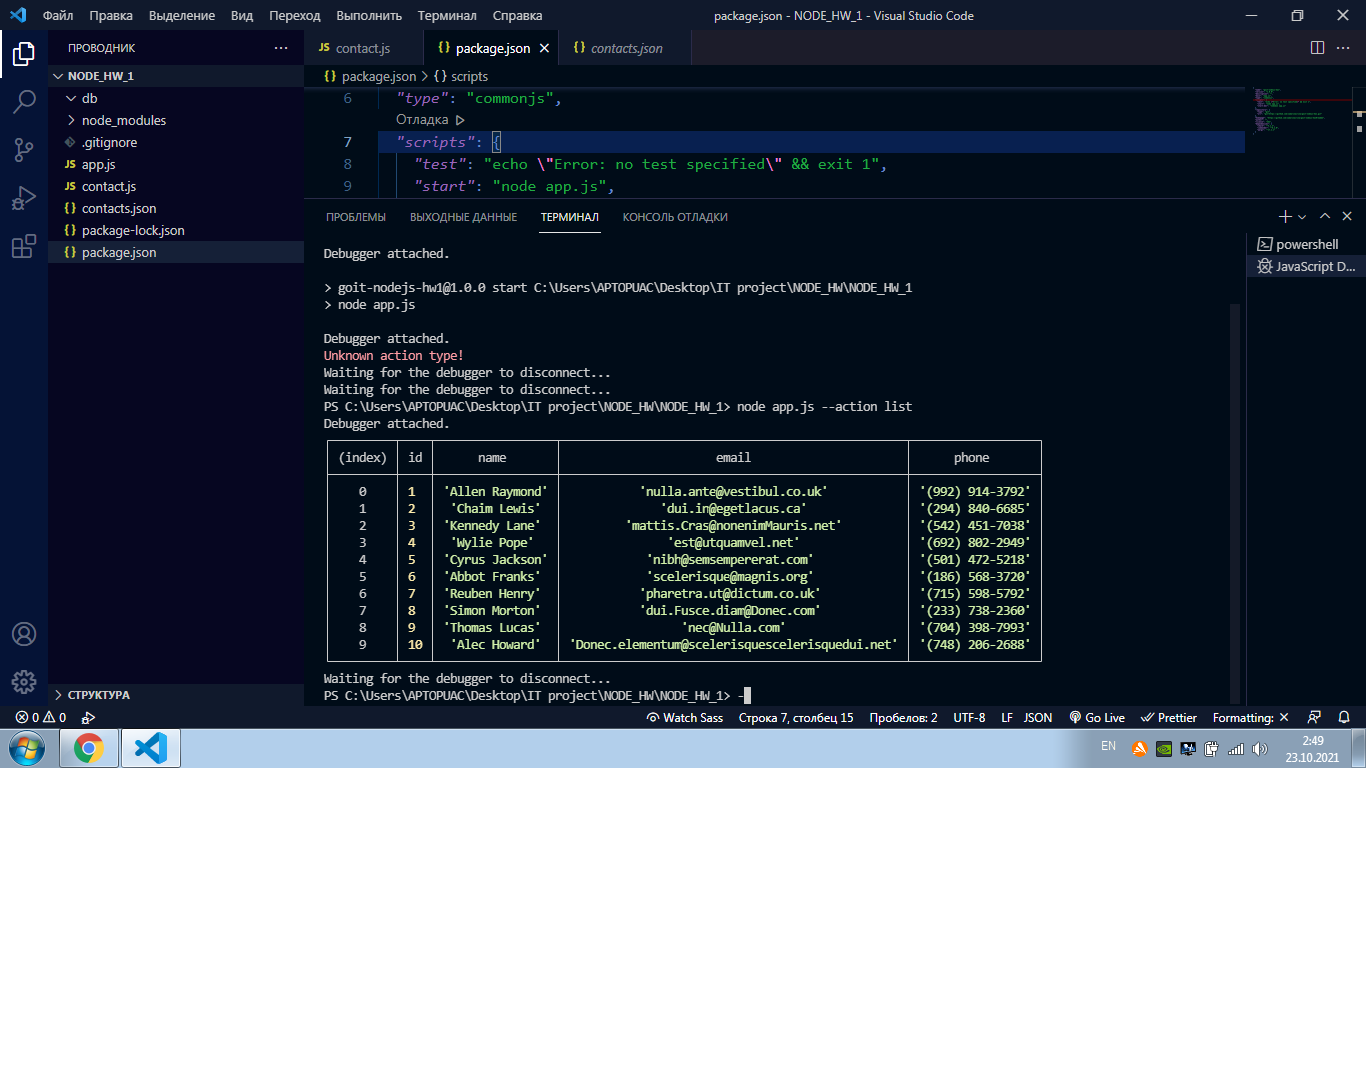 Файл Правка Выделение Вид Переход Выполнить Терминал Справка package.json - NODE_HW_1 - Visual Studio Code
ПРОВОДНИК
JS contact.js {} package.json {} contacts.json
NODE_HW_1
{} package.json > {} scripts
db
node_modules
.gitignore
JS app.js
JS contact.js
{} contacts.json
{} package-lock.json
{} package.json
СТРУКТУРА
6 "type": "commonjs",
Отладка
7 "scripts": {
8 "test": "echo \"Error: no test specified\" && exit 1",
9 "start": "node app.js",
ПРОБЛЕМЫ ВЫХОДНЫЕ ДАННЫЕ ТЕРМИНАЛ КОНСОЛЬ ОТЛАДКИ
powershell
JavaScript D...
Debugger attached.
> goit-nodejs-hw1@1.0.0 start C:\Users\APTOPUAC\Desktop\IT project\NODE_HW\NODE_HW_1
> node app.js
Debugger attached.
Unknown action type!
Waiting for the debugger to disconnect...
Waiting for the debugger to disconnect...
PS C:\Users\APTOPUAC\Desktop\IT project\NODE_HW\NODE_HW_1> node app.js --action list
Debugger attached.
(index) id name email phone
0 1 'Allen Raymond' 'nulla.ante@vestibul.co.uk' '(992) 914-3792'
1 2 'Chaim Lewis' 'dui.in@egetlacus.ca' '(294) 840-6685'
2 3 'Kennedy Lane' 'mattis.Cras@nonenimMauris.net' '(542) 451-7038'
3 4 'Wylie Pope' 'est@utquamvel.net' '(692) 802-2949'
4 5 'Cyrus Jackson' 'nibh@semsempererat.com' '(501) 472-5218'
5 6 'Abbot Franks' 'scelerisque@magnis.org' '(186) 568-3720'
6 7 'Reuben Henry' 'pharetra.ut@dictum.co.uk' '(715) 598-5792'
7 8 'Simon Morton' 'dui.Fusce.diam@Donec.com' '(233) 738-2360'
8 9 'Thomas Lucas' 'nec@Nulla.com' '(704) 398-7993'
9 10 'Alec Howard' 'Donec.elementum@scelerisquescelerisquedui.net' '(748) 206-2688'
Waiting for the debugger to disconnect...
PS C:\Users\APTOPUAC\Desktop\IT project\NODE_HW\NODE_HW_1> -
0 0 Watch Sass Строка 7, столбец 15 Пробелов: 2 UTF-8 LF JSON Go Live Prettier Formatting: ✕
EN 2:49
23.10.2021